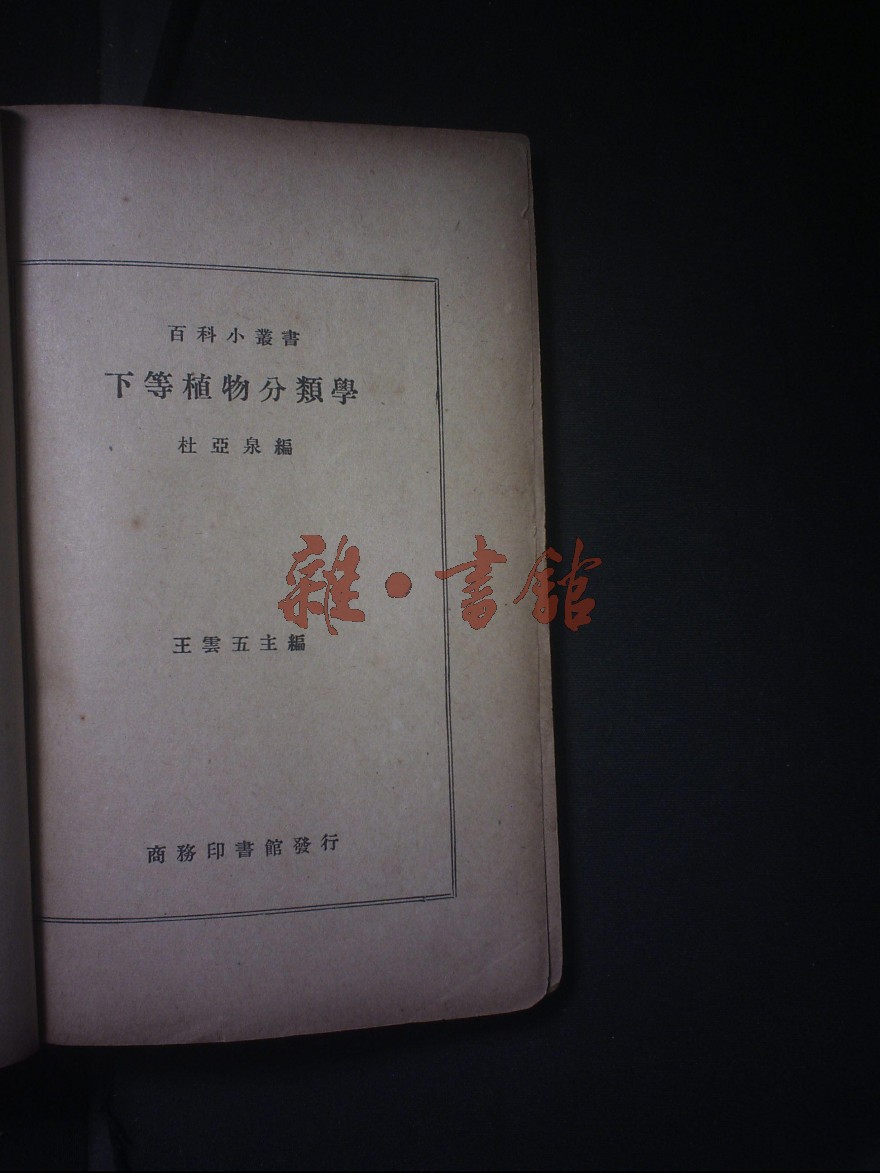 百科小叢書
下等植物分類學
杜亞泉編
雜·書館
王雲五主編
商務印書館發行